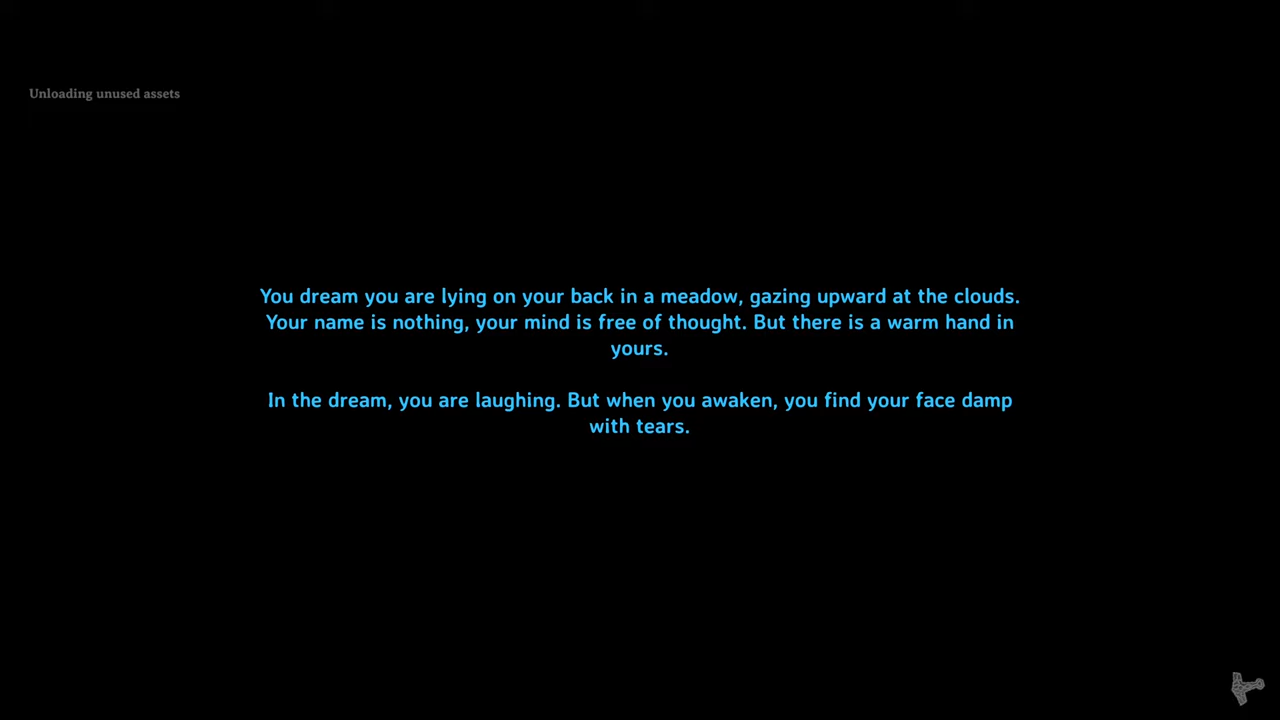 Unloading unused assets
You dream you are lying on your back in a meadow, gazing upward at the clouds.
Your name is nothing, your mind is free of thought. But there is a warm hand in
yours.
In the dream, you are laughing. But when you awaken, you find your face damp
with tears.